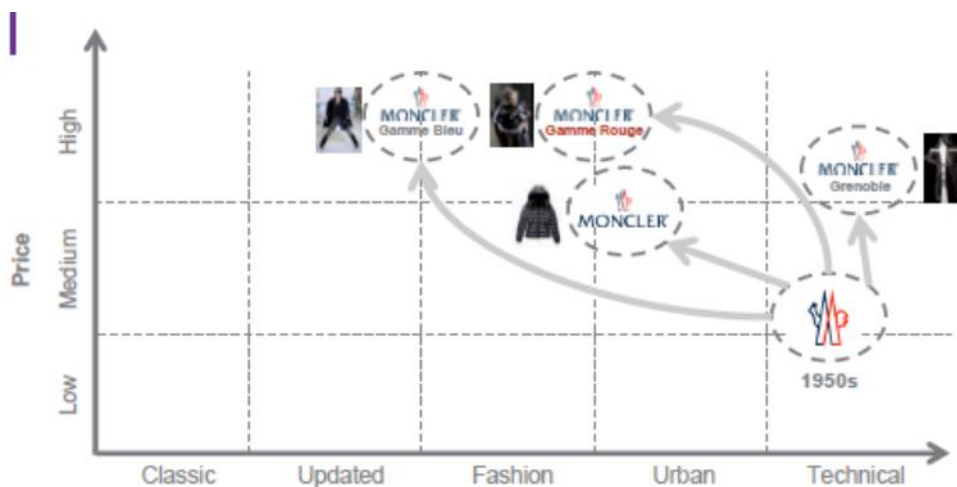 High
Medium
Low
Price
MONCLER
Gamme Bleu
MONCLER
Gamme Rouge
MONCLER
Grenoble
MONCLER
1950s
Classic
Updated
Fashion
Urban
Technical